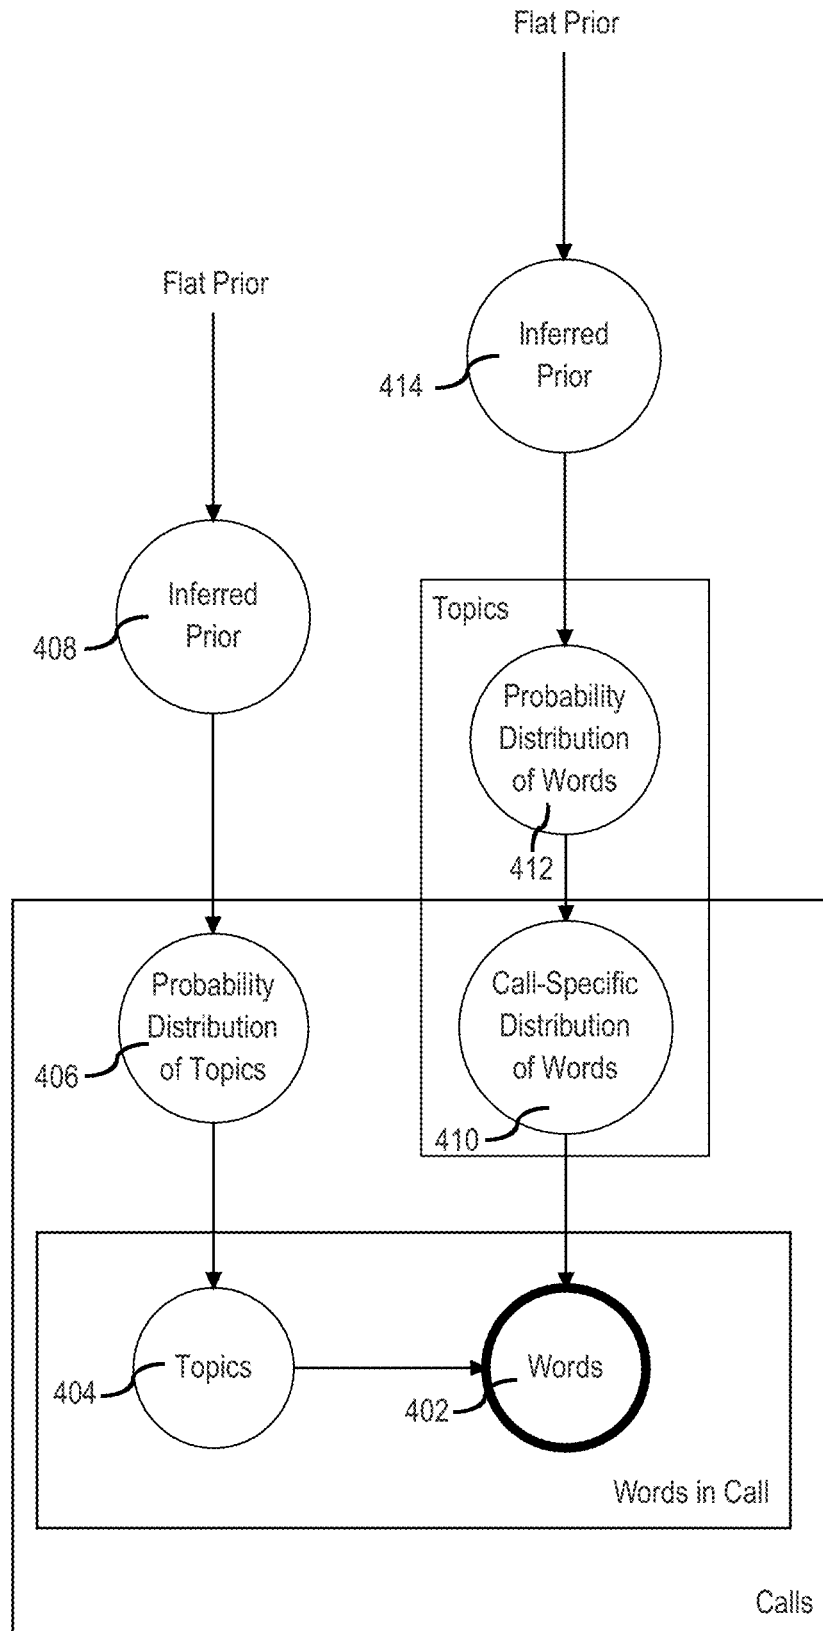 Flat Prior
Flat Prior
Inferred
Prior
414
Inferred
Prior
408
Topics
Probability
Distribution
of Words
412
Probability
Distribution
of Topics
406
Call-Specific
Distribution
of Words
410
Topics
404
Words
402
Words in Call
Calls